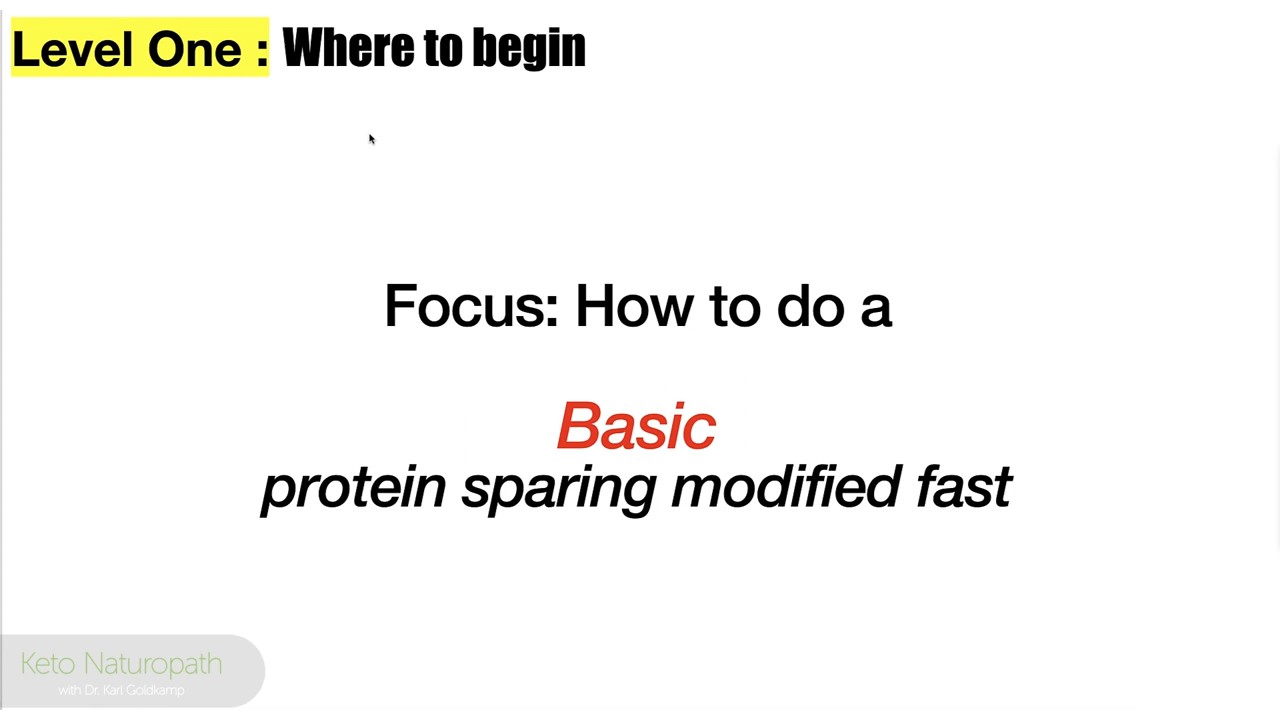 Level One : Where to begin
Focus: How to do a
Basic
protein sparing modified fast
Keto Naturopath
with Dr. Karl Goldkamp